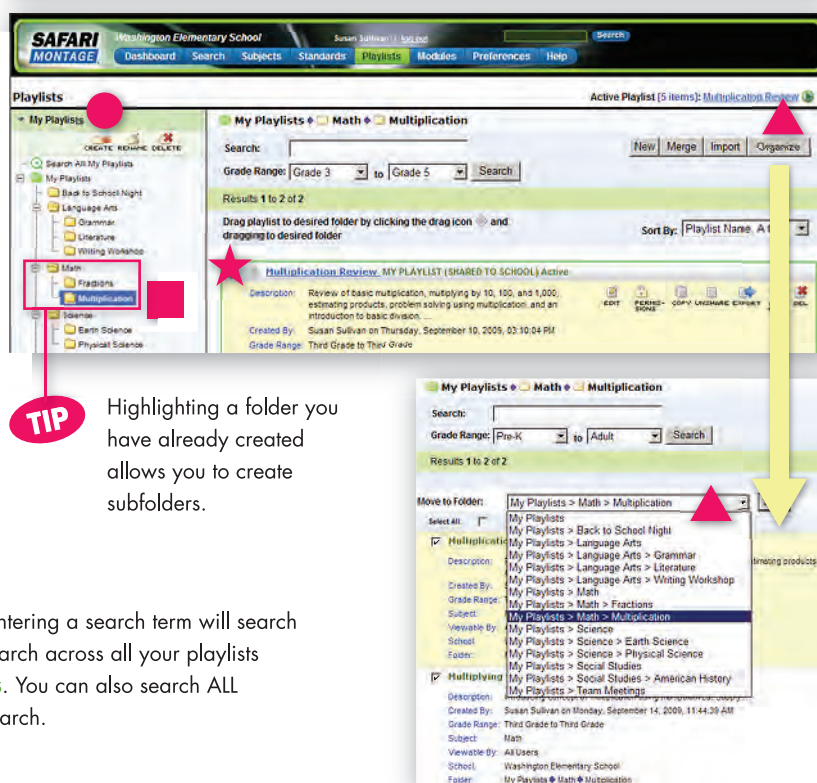 SAFARI
MONTAGE
Washington Elementary School
Susan Sullivan log out
Search
Dashboard Search Subjects Standards Playlists Modules Preferences Help
Playlists
Active Playlist [5 items]: Multiplication Review
My Playlists
CREATE RENAME DELETE
Search All My Playlists
My Playlists
Back to School Night
Language Arts
Grammar
Literature
Writing Workshop
Math
Fractions
Multiplication
Science
Earth Science
Physical Science
My Playlists Math Multiplication
Search:
New Merge Import Organize
Grade Range: Grade 3 to Grade 5 Search
Results 1 to 2 of 2
Drag playlist to desired folder by clicking the drag icon and
dragging to desired folder
Sort By: Playlist Name, A t
Multiplication Review MY PLAYLIST (SHARED TO SCHOOL) Active
Description: Review of basic multiplication, multiplying by 10, 100, and 1,000,
estimating products, problem solving using multiplication, and an
introduction to basic division. ...
EDIT PERMIS-SIONS COPY UNSHARE EXPORT DEL
Created By: Susan Sullivan on Thursday, September 10, 2009, 03:10:04 PM
Grade Range: Third Grade to Third Grade
TIP
Highlighting a folder you
have already created
allows you to create
subfolders.
ntering a search term will search
arch across all your playlists
s. You can also search ALL
arch.
My Playlists Math Multiplication
Search:
Grade Range: Pre-K to Adult Search
Results 1 to 2 of 2
Move to Folder: My Playlists > Math > Multiplication
Select All:
My Playlists
My Playlists > Back to School Night
My Playlists > Language Arts
My Playlists > Language Arts > Grammar
My Playlists > Language Arts > Literature
My Playlists > Language Arts > Writing Workshop
My Playlists > Math
My Playlists > Math > Fractions
My Playlists > Math > Multiplication
My Playlists > Science
My Playlists > Science > Earth Science
My Playlists > Science > Physical Science
My Playlists > Social Studies
My Playlists > Social Studies > American History
My Playlists > Team Meetings
Multiplicatio
Description: timating products
Created By:
Grade Range:
Subject:
Viewable By:
School:
Folder:
Multiplying
Description:
Created By: Susan Sullivan on Monday, September 14, 2009, 11:44:39 AM
Grade Range: Third Grade to Third Grade
Subject: Math
Viewable By: All Users
School: Washington Elementary School
Folder: My Playlists Math Multiplication